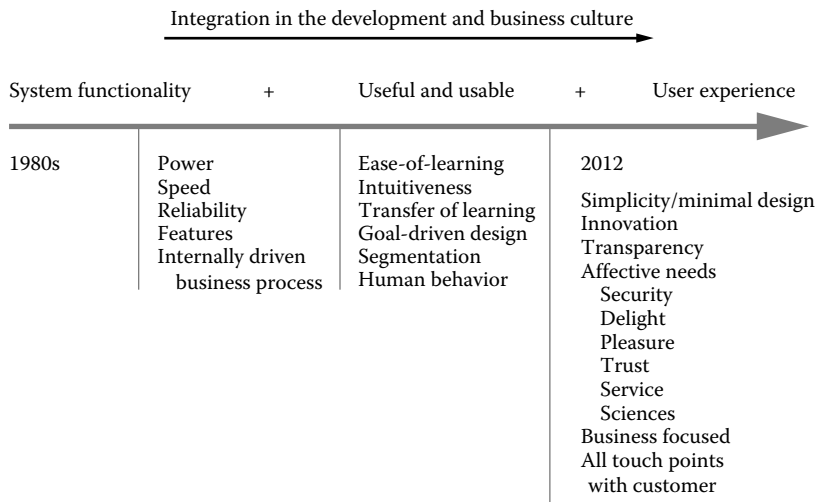 Integration in the development and business culture
System functionality + Useful and usable + User experience
1980s
Power
Speed
Reliability
Features
Internally driven
business process
Ease-of-learning
Intuitiveness
Transfer of learning
Goal-driven design
Segmentation
Human behavior
2012
Simplicity/minimal design
Innovation
Transparency
Affective needs
Security
Delight
Pleasure
Trust
Service
Sciences
Business focused
All touch points
with customer